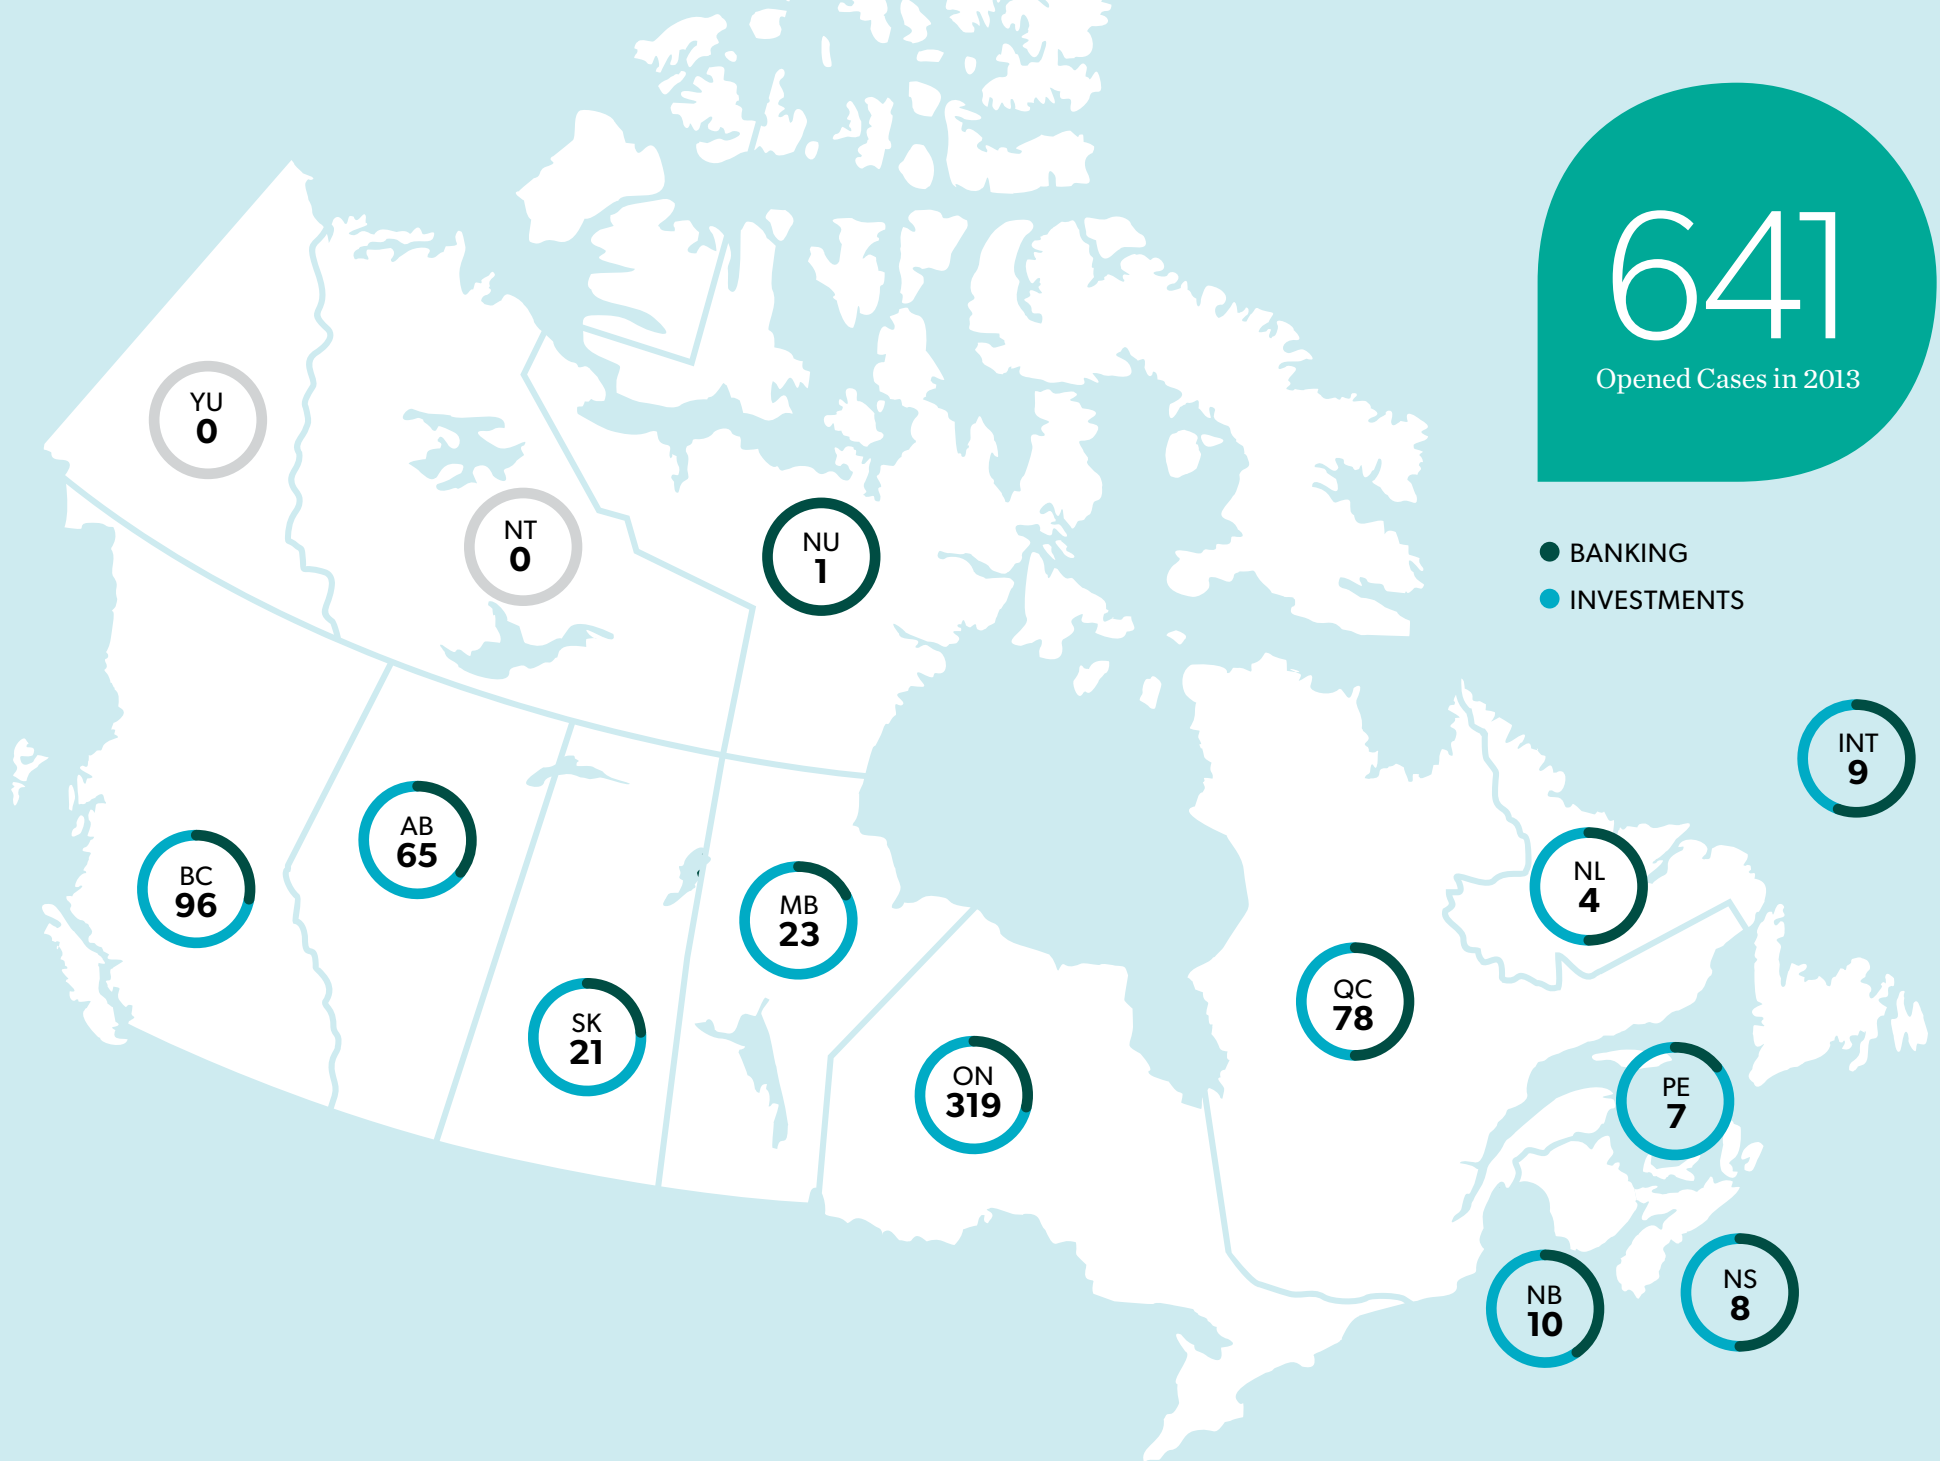 641
Opened Cases in 2013
BANKING
INVESTMENTS
YU
0
NT
0
NU
1
INT
9
AB
65
BC
96
MB
23
NL
4
QC
78
SK
21
ON
319
PE
7
NB
10
NS
8